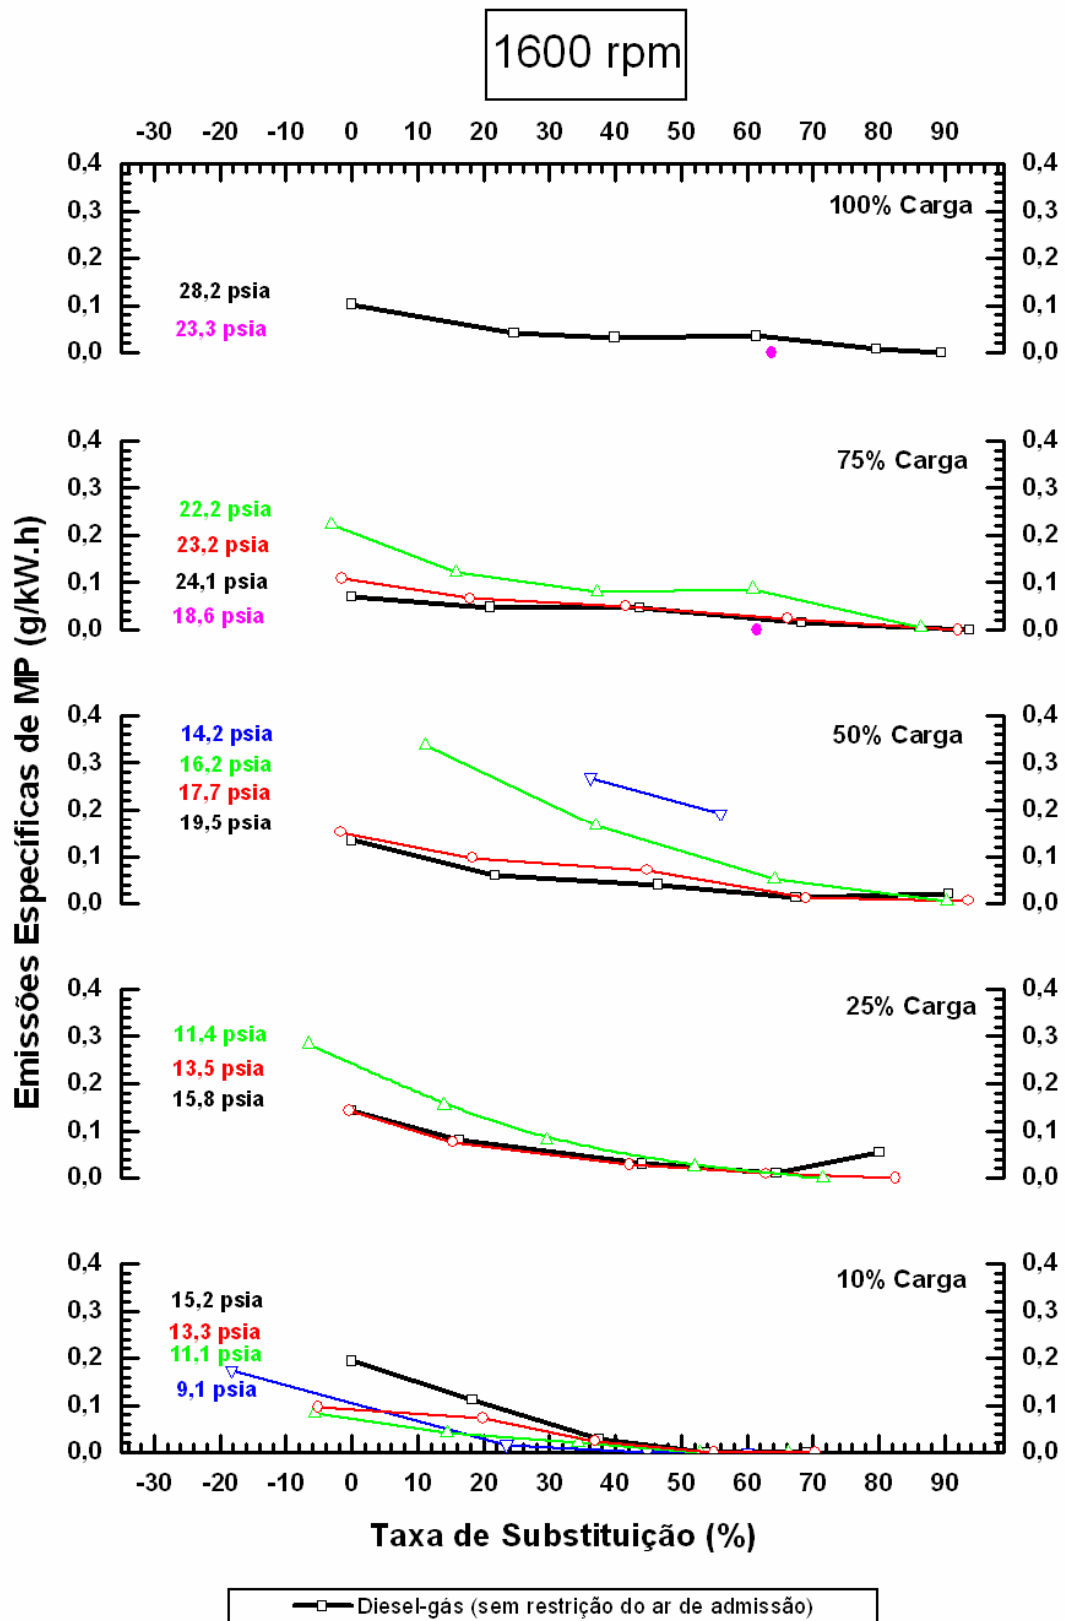 1600 rpm
-30 -20 -10 0 10 20 30 40 50 60 70 80 90
0,4 0,4
100% Carga
0,3 0,3
0,2 0,2
28,2 psia
0,1 0,1
23,3 psia
0,0 0,0
0,4 0,4
75% Carga
0,3 0,3
22,2 psia
0,2 0,2
23,2 psia
24,1 psia
0,1 0,1
18,6 psia
0,0 0,0
0,4 0,4
14,2 psia
50% Carga
0,3 0,3
16,2 psia
17,7 psia
0,2 0,2
19,5 psia
0,1 0,1
0,0 0,0
0,4 0,4
25% Carga
0,3 0,3
11,4 psia
13,5 psia
0,2 0,2
15,8 psia
0,1 0,1
0,0 0,0
0,4 0,4
10% Carga
0,3 0,3
15,2 psia
13,3 psia
0,2 0,2
11,1 psia
9,1 psia
0,1 0,1
0,0 0,0
-30 -20 -10 0 10 20 30 40 50 60 70 80 90
Emissões Específicas de MP (g/kW.h)
Taxa de Substituição (%)
Diesel-gás (sem restrição do ar de admissão)